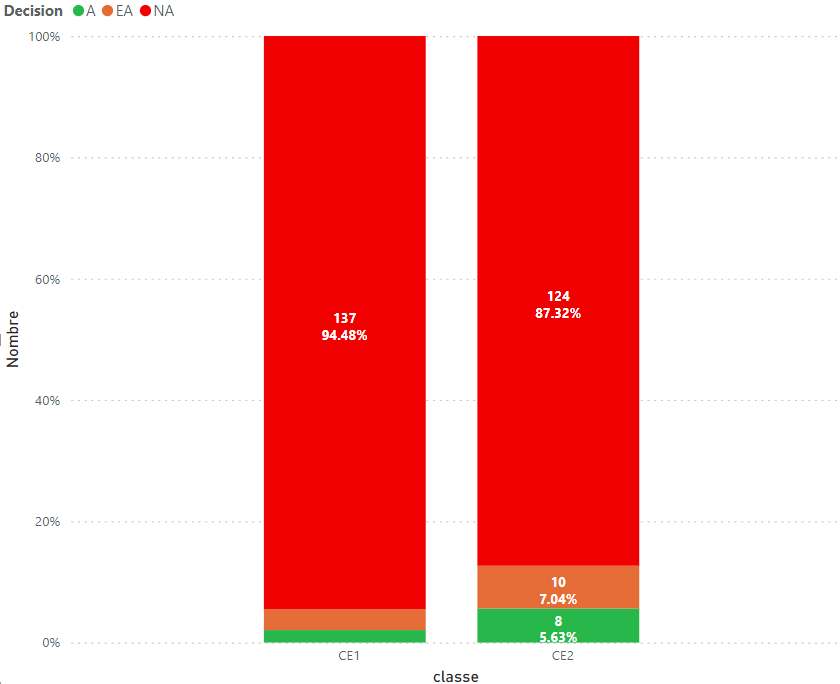 Decision A EA NA
100%
80%
60%
40%
20%
0%
Nombre
137
94.48%
124
87.32%
10
7.04%
8
5.63%
CE1
CE2
classe